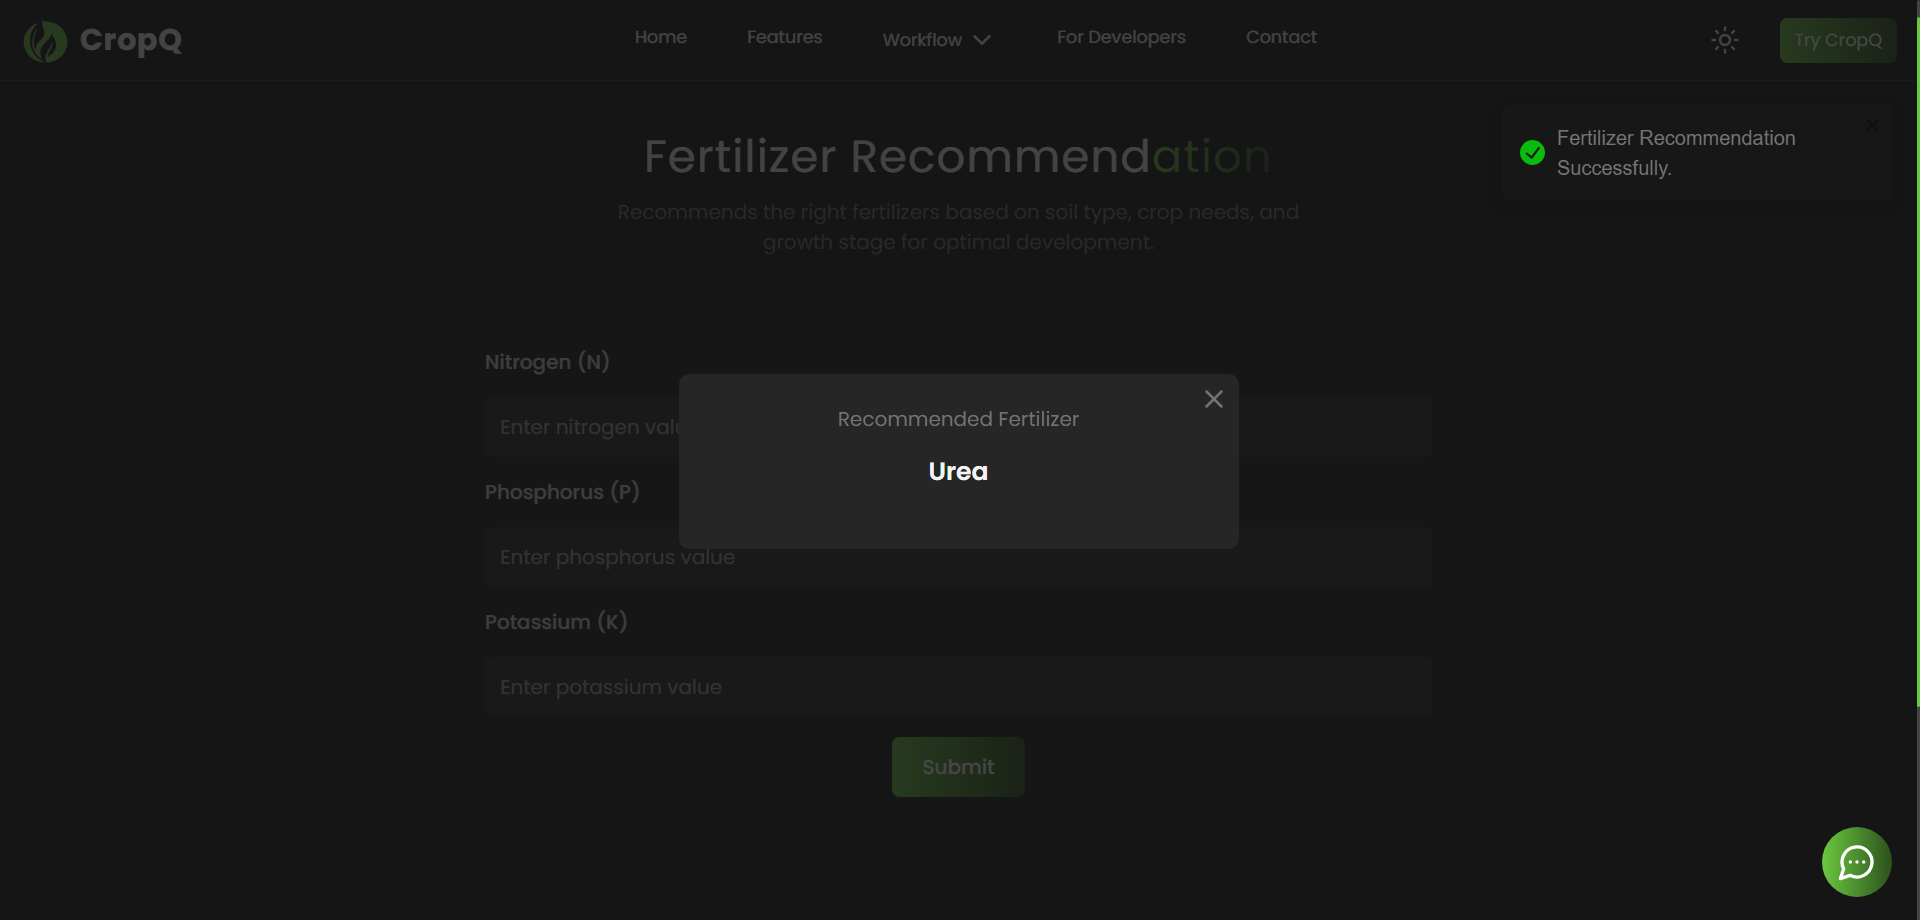 CropQ
Home
Features
Workflow
For Developers
Contact
Try CropQ
Fertilizer Recommendation
Successfully.
Fertilizer Recommendation
Recommends the right fertilizers based on soil type, crop needs, and
growth stage for optimal development.
Nitrogen (N)
Enter nitrogen valu
Recommended Fertilizer
Urea
Phosphorus (P)
Enter phosphorus value
Potassium (K)
Enter potassium value
Submit